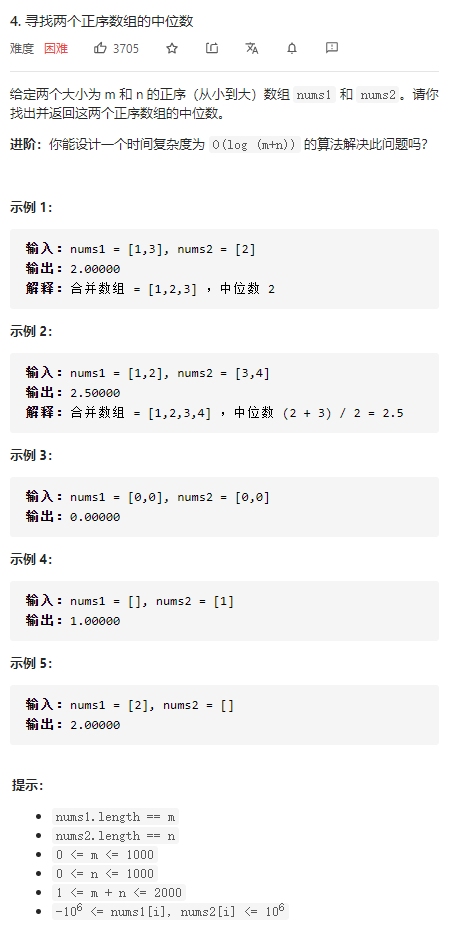 4. 寻找两个正序数组的中位数
难度 困难 3705
给定两个大小为 m 和 n 的正序（从小到大）数组 nums1 和 nums2。请你
找出并返回这两个正序数组的中位数。
进阶：你能设计一个时间复杂度为 O(log (m+n)) 的算法解决此问题吗？
示例 1：
输入：nums1 = [1,3], nums2 = [2]
输出：2.00000
解释：合并数组 = [1,2,3] ，中位数 2
示例 2：
输入：nums1 = [1,2], nums2 = [3,4]
输出：2.50000
解释：合并数组 = [1,2,3,4] ，中位数 (2 + 3) / 2 = 2.5
示例 3：
输入：nums1 = [0,0], nums2 = [0,0]
输出：0.00000
示例 4：
输入：nums1 = [], nums2 = [1]
输出：1.00000
示例 5：
输入：nums1 = [2], nums2 = []
输出：2.00000
提示：
• nums1.length == m
• nums2.length == n
• 0 <= m <= 1000
• 0 <= n <= 1000
• 1 <= m + n <= 2000
• -10⁶ <= nums1[i], nums2[i] <= 10⁶